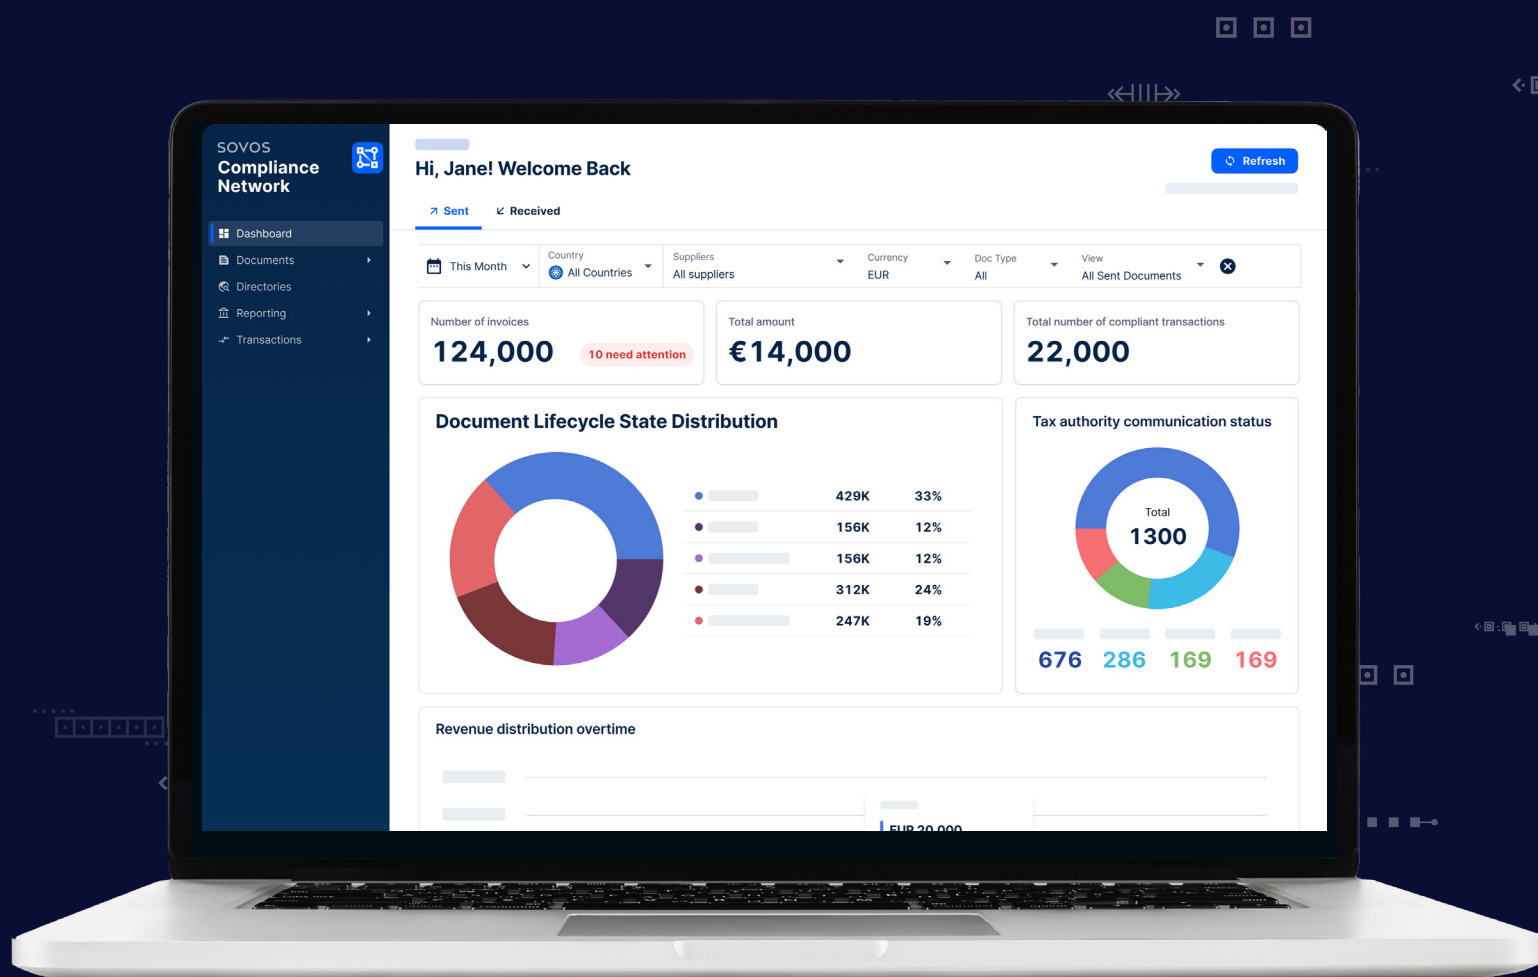 SOVOS
Compliance
Network
Dashboard
Documents
Directories
Reporting
Transactions
Hi, Jane! Welcome Back
Refresh
Sent
Received
This Month
Country
All Countries
Suppliers
All suppliers
Currency
EUR
Doc Type
All
View
All Sent Documents
Number of invoices
124,000
10 need attention
Total amount
€14,000
Total number of compliant transactions
22,000
Document Lifecycle State Distribution
429K 33%
156K 12%
156K 12%
312K 24%
247K 19%
Tax authority communication status
Total
1300
676 286 169 169
Revenue distribution overtime
EUR 20,000